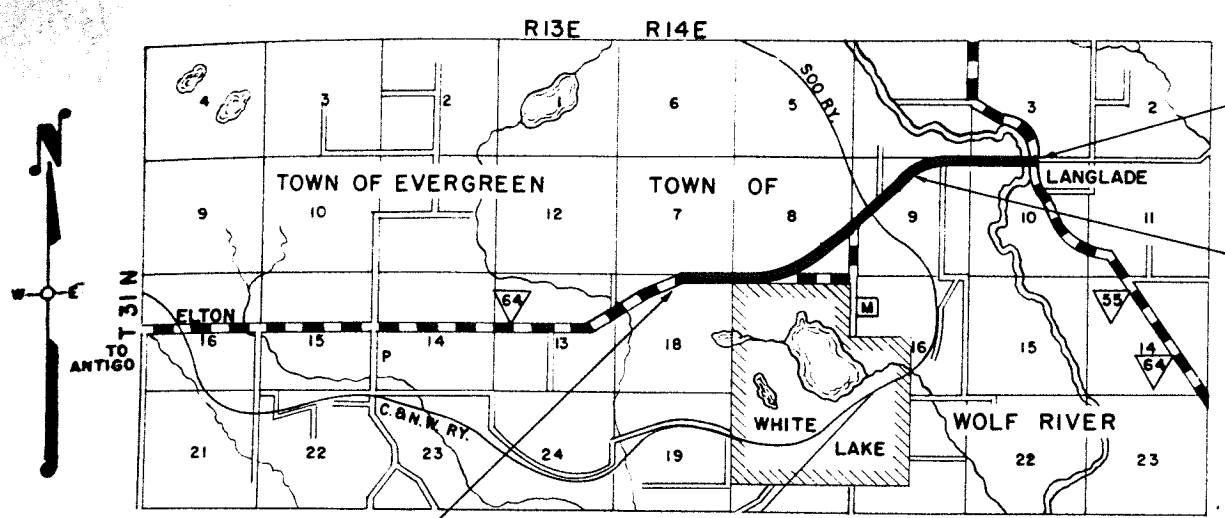 R13E R14E
4 3 2 1 6 5 3 2
SOO RY.
N
TOWN OF EVERGREEN TOWN OF
LANGLADE
9 10 12 7 8 9 10 11
W E
T 31 N
64
55
M
ELTON
TO
ANTIGO
16 15 14 13 18 16 15 14
P
64
C.&N.W. RY.
WHITE
LAKE
WOLF RIVER
21 22 23 24 19 22 23